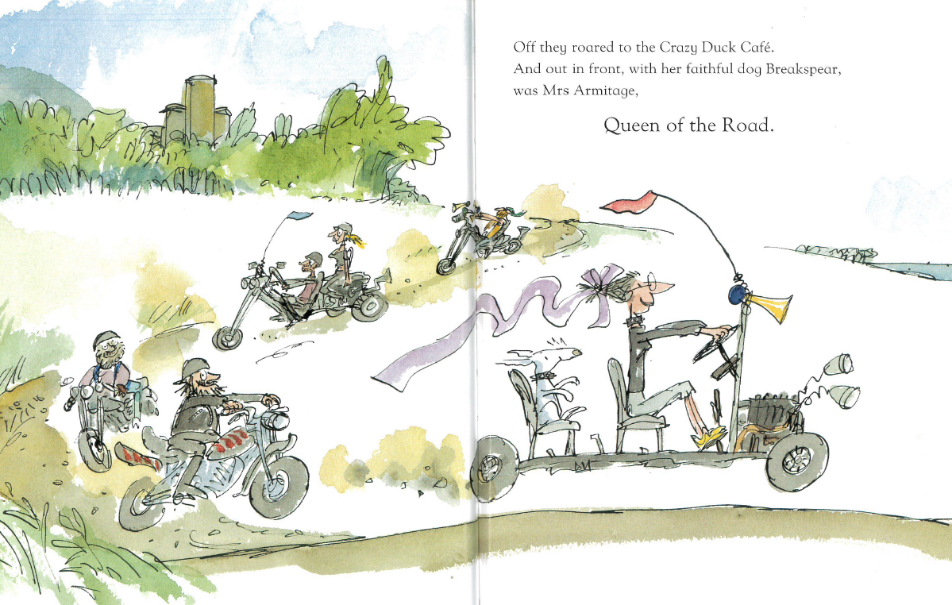 Off they roared to the Crazy Duck Café.
And out in front, with her faithful dog Breakspear,
was Mrs Armitage,
Queen of the Road.